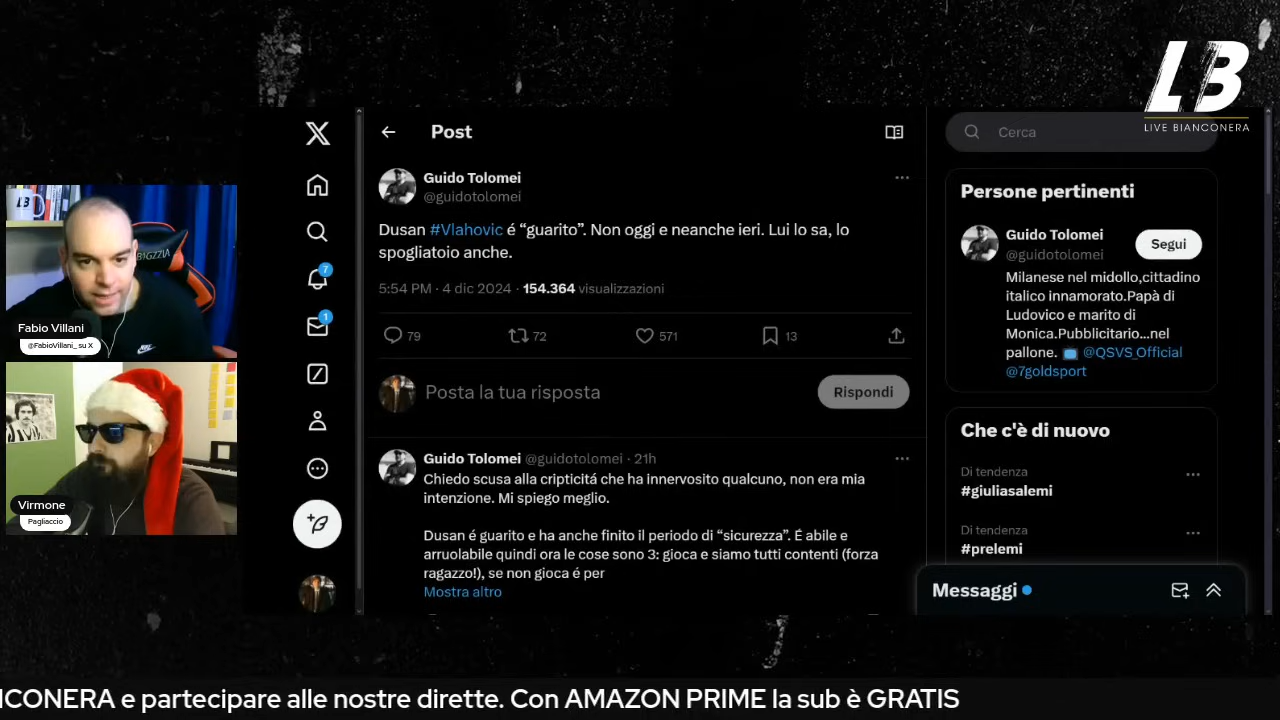 LB
LIVE BIANCONERA
Post
Cerca
Guido Tolomei
@guidotolomei
Dusan #Vlahovic é “guarito”. Non oggi e neanche ieri. Lui lo sa, lo
spogliatoio anche.
5:54 PM · 4 dic 2024 · 154.364 visualizzazioni
79
72
571
13
Posta la tua risposta
Rispondi
Guido Tolomei @guidotolomei · 21h
Chiedo scusa alla cripticitá che ha innervosito qualcuno, non era mia
intenzione. Mi spiego meglio.
Dusan é guarito e ha anche finito il periodo di “sicurezza”. É abile e
arruolabile quindi ora le cose sono 3: gioca e siamo tutti contenti (forza
ragazzo!), se non gioca é per
Mostra altro
Persone pertinenti
Guido Tolomei
@guidotolomei
Segui
Milanese nel midollo,cittadino
italico innamorato.Papà di
Ludovico e marito di
Monica.Pubblicitario...nel
pallone. @QSVS_Official
@7goldsport
Che c'è di nuovo
Di tendenza
#giuliasalemi
Di tendenza
#prelemi
Messaggi
7
1
LB
Fabio Villani
@FabioVillani_ su X
Virmone
Pagliaccio
ICONERA e partecipare alle nostre dirette. Con AMAZON PRIME la sub è GRATIS